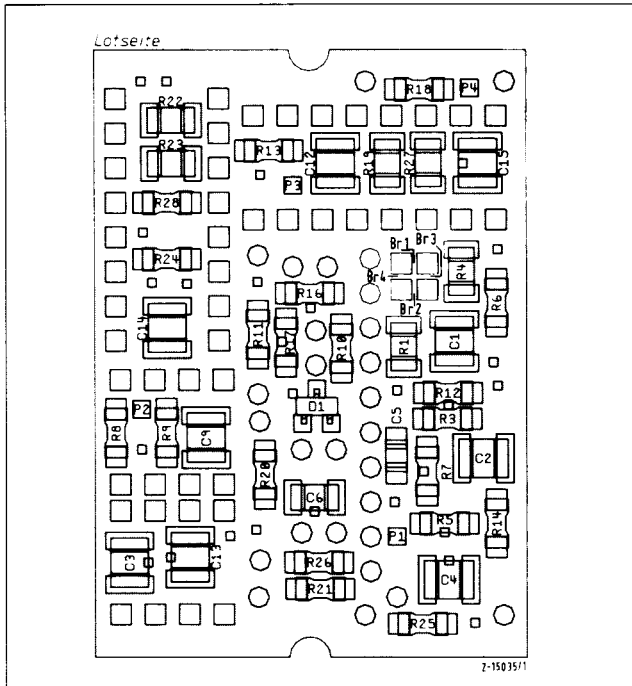 Lötseite
R18 P4
R22
R23
R13
C12
R19
R27
C15
P3
R28
Br1
Br3
R24
Br4
R4
R16
R6
Br2
C14
R11
R17
R10
R1
C1
R12
D1
C5
R3
P2
R8
R9
C9
R20
R7
C2
C6
R14
R5
P1
C3
C13
R26
C4
R21
R25
Z-15035/1